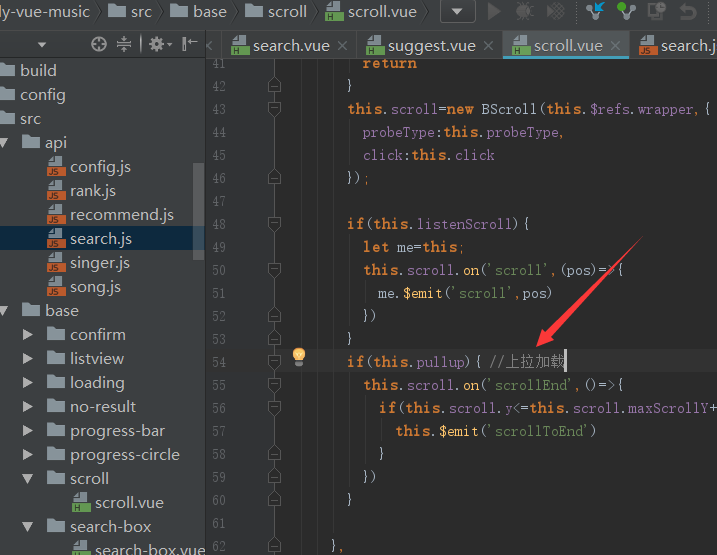 ly-vue-music
src
base
scroll
scroll.vue
search.vue
suggest.vue
scroll.vue
search.j
build
config
src
api
config.js
rank.js
recommend.js
search.js
singer.js
song.js
base
confirm
listview
loading
no-result
progress-bar
progress-circle
scroll
scroll.vue
search-box
search-box.vue
41 return
42 }
43 this.scroll=new BScroll(this.$refs.wrapper,{
44 probeType:this.probeType,
45 click:this.click
46 });
47
48 if(this.listenScroll){
49 let me=this;
50 this.scroll.on('scroll',(pos)=>{
51 me.$emit('scroll',pos)
52 })
53 }
54 if(this.pullup){ //上拉加载
55 this.scroll.on('scrollEnd',()=>{
56 if(this.scroll.y<=this.scroll.maxScrollY+
57 this.$emit('scrollToEnd')
58 }
59 })
60 }
61
62 },